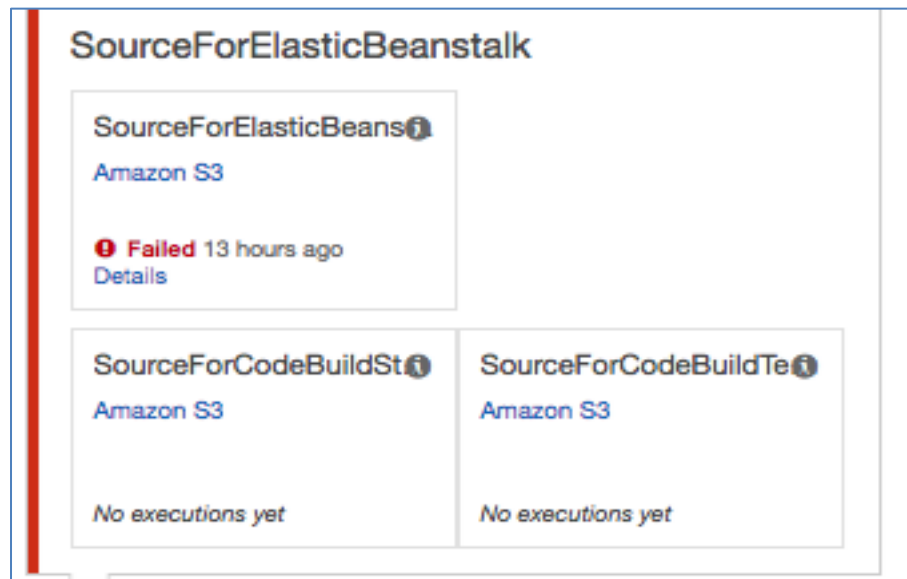 SourceForElasticBeanstalk
SourceForElasticBeans
Amazon S3
Failed 13 hours ago
Details
SourceForCodeBuildSt
Amazon S3
No executions yet
SourceForCodeBuildTe
Amazon S3
No executions yet